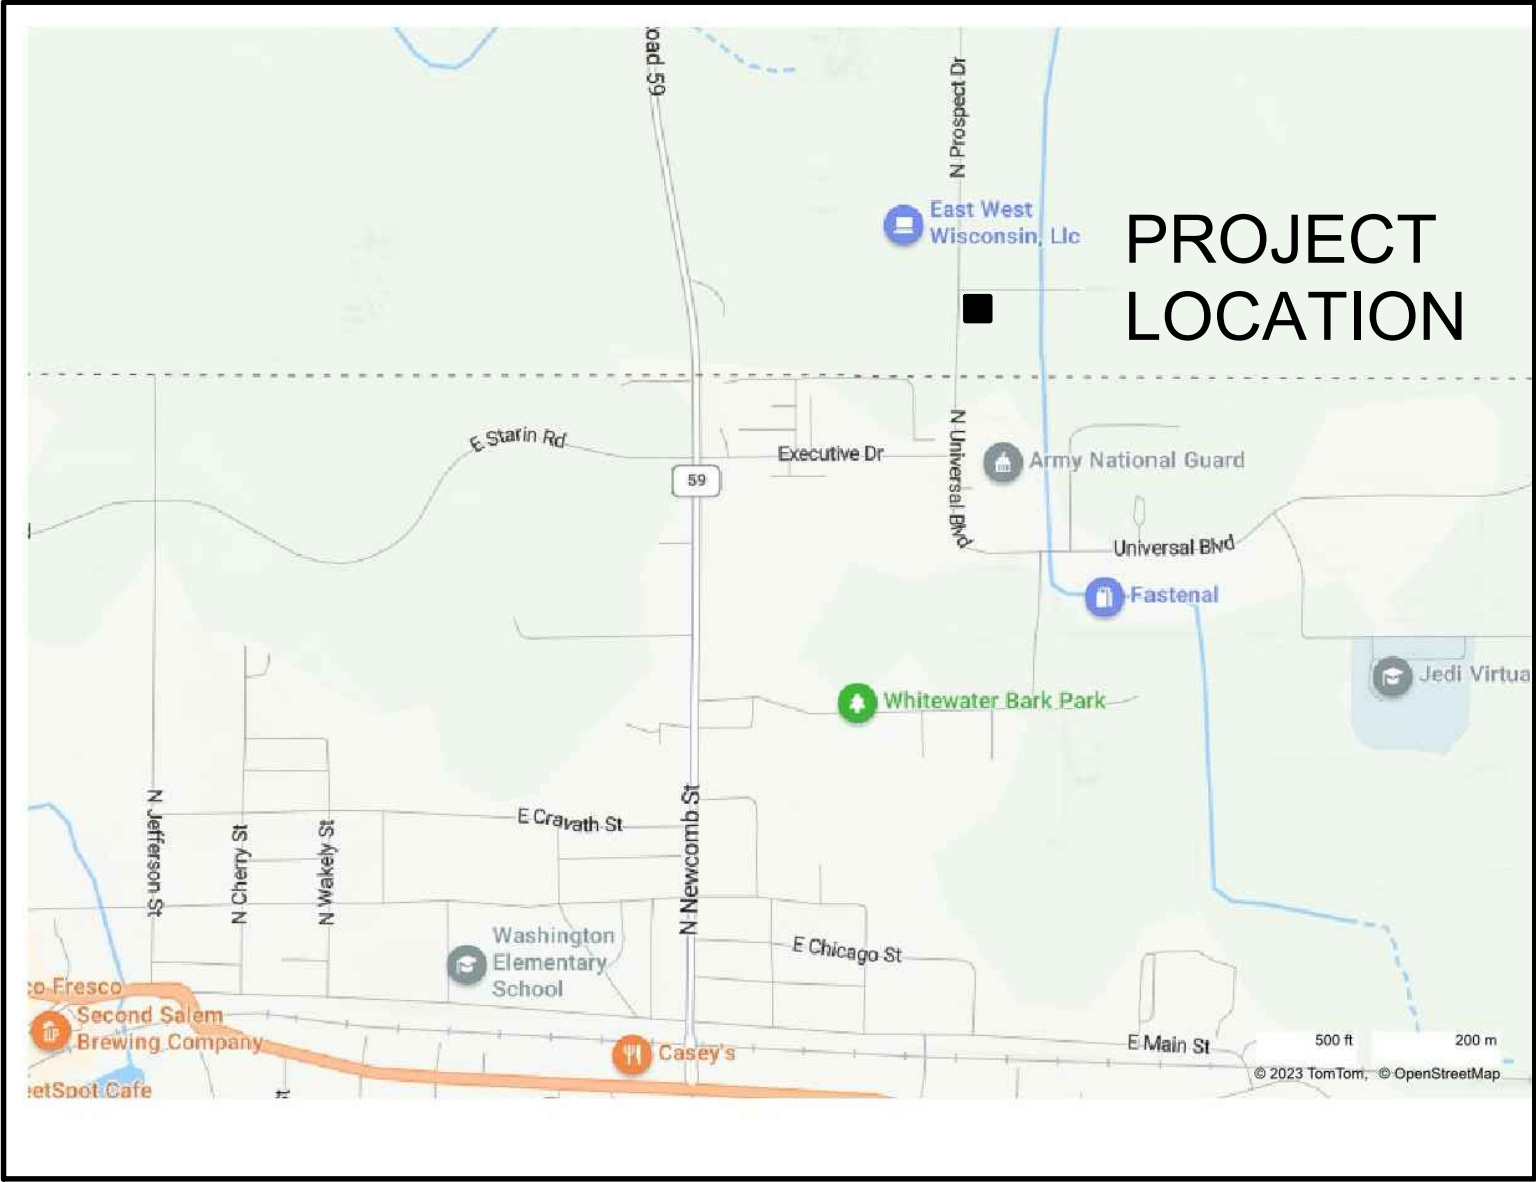 oad 59
N Prospect Dr
East West
Wisconsin, Llc
PROJECT
LOCATION
E Starin Rd
59
Executive Dr
N Universal Blvd
Army National Guard
Universal Blvd
Fastenal
Jedi Virtua
Whitewater Bark Park
N Jefferson St
N Cherry St
N Wakely St
E Cravath St
N Newcomb St
Washington
Elementary
School
E Chicago St
co Fresco
Second Salem
Brewing Company
Casey's
E Main St
500 ft
200 m
© 2023 TomTom, © OpenStreetMap
eetSpot Cafe